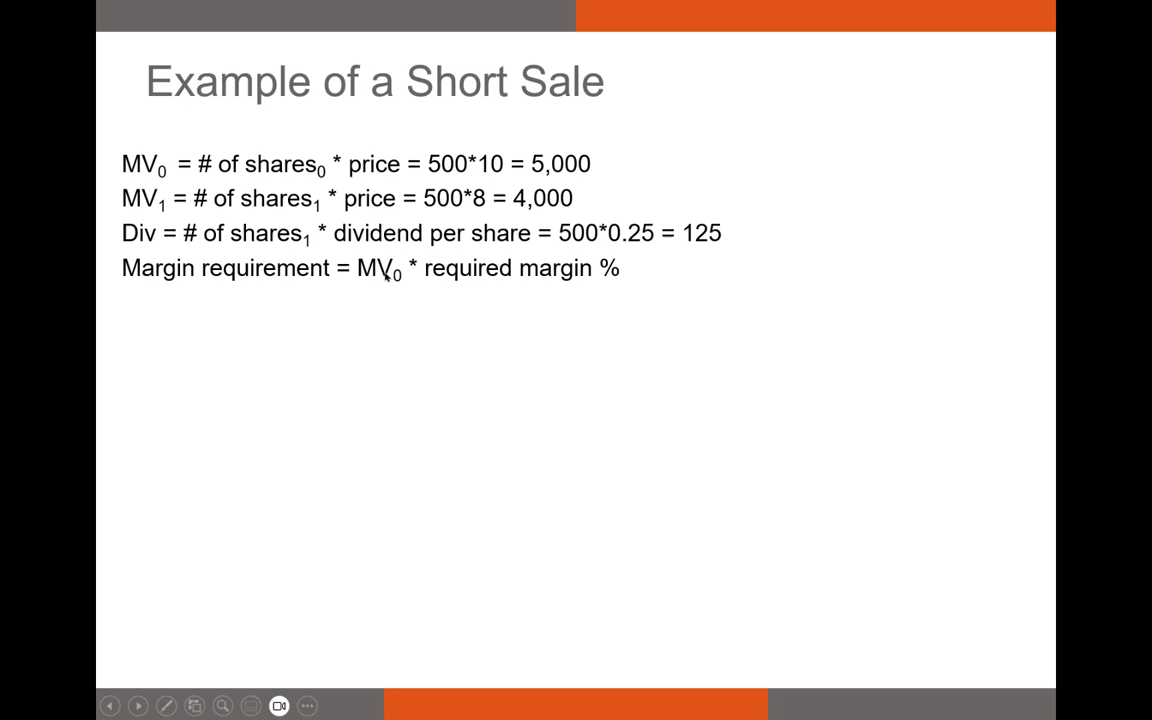 Example of a Short Sale
MV₀ = # of shares₀ * price = 500*10 = 5,000
MV₁ = # of shares₁ * price = 500*8 = 4,000
Div = # of shares₁ * dividend per share = 500*0.25 = 125
Margin requirement = MV₀ * required margin %